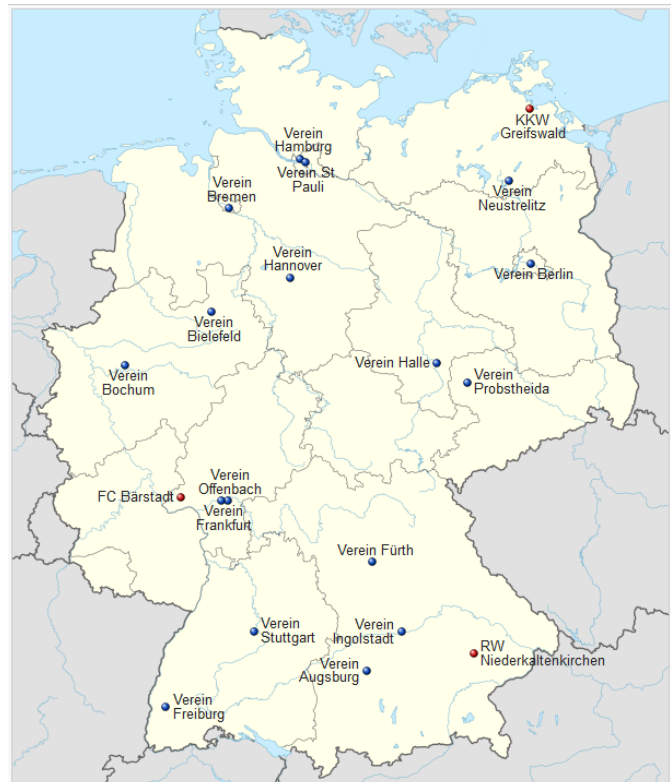 KKW
Greifswald
Verein
Hamburg
Verein St
Pauli
Verein
Neustrelitz
Verein
Bremen
Verein
Hannover
Verein Berlin
Verein
Bielefeld
Verein Halle
Verein
Probstheida
Verein
Bochum
Verein
Offenbach
FC Bärstadt
Verein
Frankfurt
Verein Fürth
Verein
Stuttgart
Verein
Ingolstadt
RW
Niederkaltenkirchen
Verein
Augsburg
Verein
Freiburg